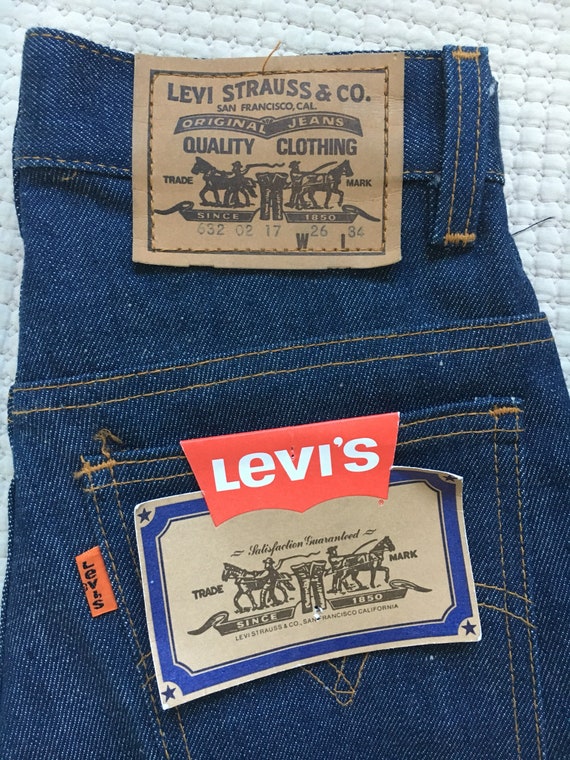 LEVI STRAUSS & CO.
SAN FRANCISCO, CAL.
ORIGINAL JEANS
QUALITY CLOTHING
TRADE MARK
SINCE 1850
632 02 17 W 26 L 34
LeVI'S
®
Satisfaction Guaranteed
TRADE MARK
SINCE 1850
LEVI STRAUSS & CO., SAN FRANCISCO CALIFORNIA
LeVI'S